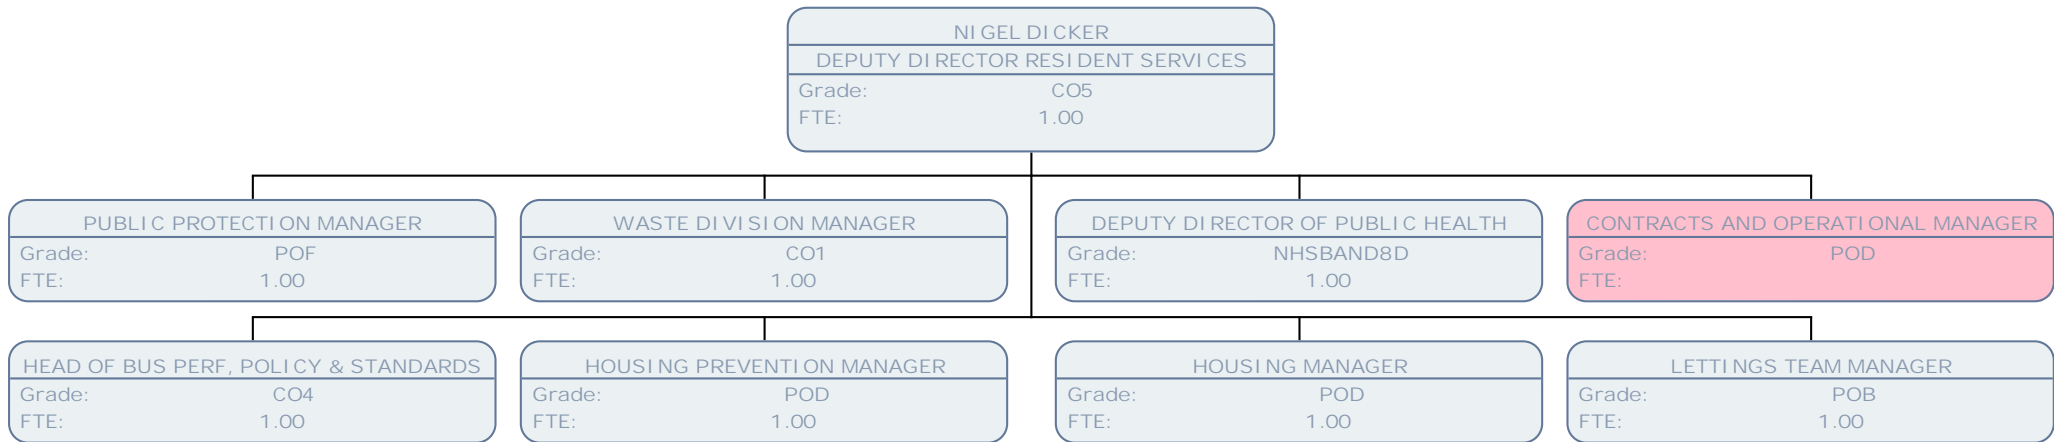 NIGEL DICKER
DEPUTY DIRECTOR RESIDENT SERVICES
Grade: CO5
FTE: 1.00
PUBLIC PROTECTION MANAGER
Grade: POF
FTE: 1.00
WASTE DIVISION MANAGER
Grade: CO1
FTE: 1.00
DEPUTY DIRECTOR OF PUBLIC HEALTH
Grade: NHSBAND8D
FTE: 1.00
CONTRACTS AND OPERATIONAL MANAGER
Grade: POD
FTE:
HEAD OF BUS PERF, POLICY & STANDARDS
Grade: CO4
FTE: 1.00
HOUSING PREVENTION MANAGER
Grade: POD
FTE: 1.00
HOUSING MANAGER
Grade: POD
FTE: 1.00
LETTINGS TEAM MANAGER
Grade: POB
FTE: 1.00